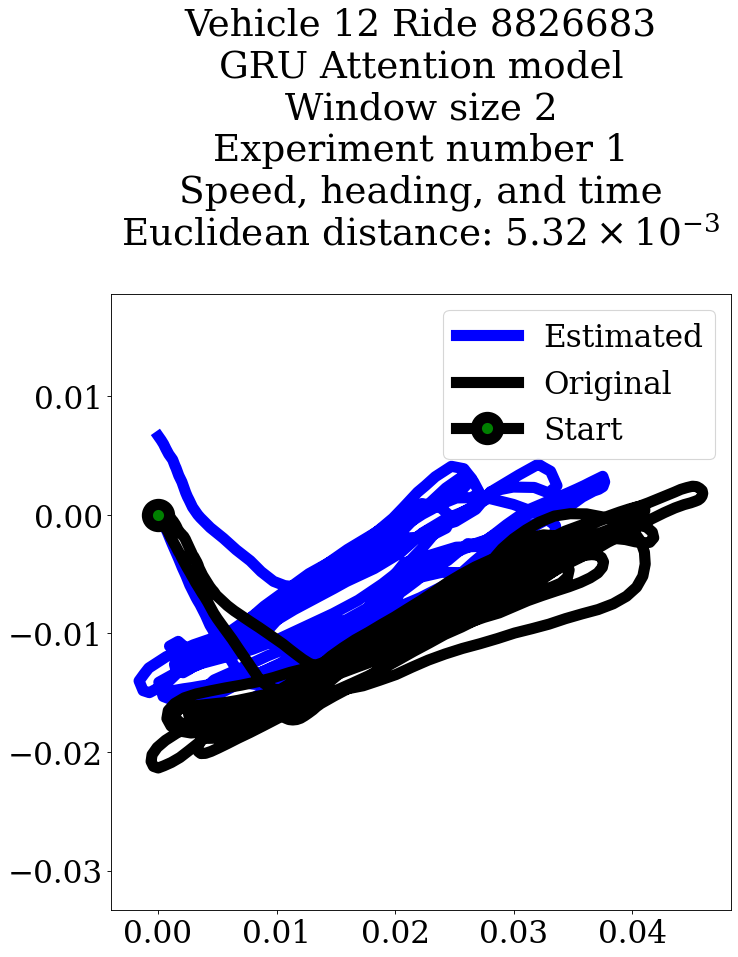 Vehicle 12 Ride 8826683
GRU Attention model
Window size 2
Experiment number 1
Speed, heading, and time
Euclidean distance: 5.32 × 10⁻³
Estimated
Original
Start
0.01
0.00
−0.01
−0.02
−0.03
0.00 0.01 0.02 0.03 0.04